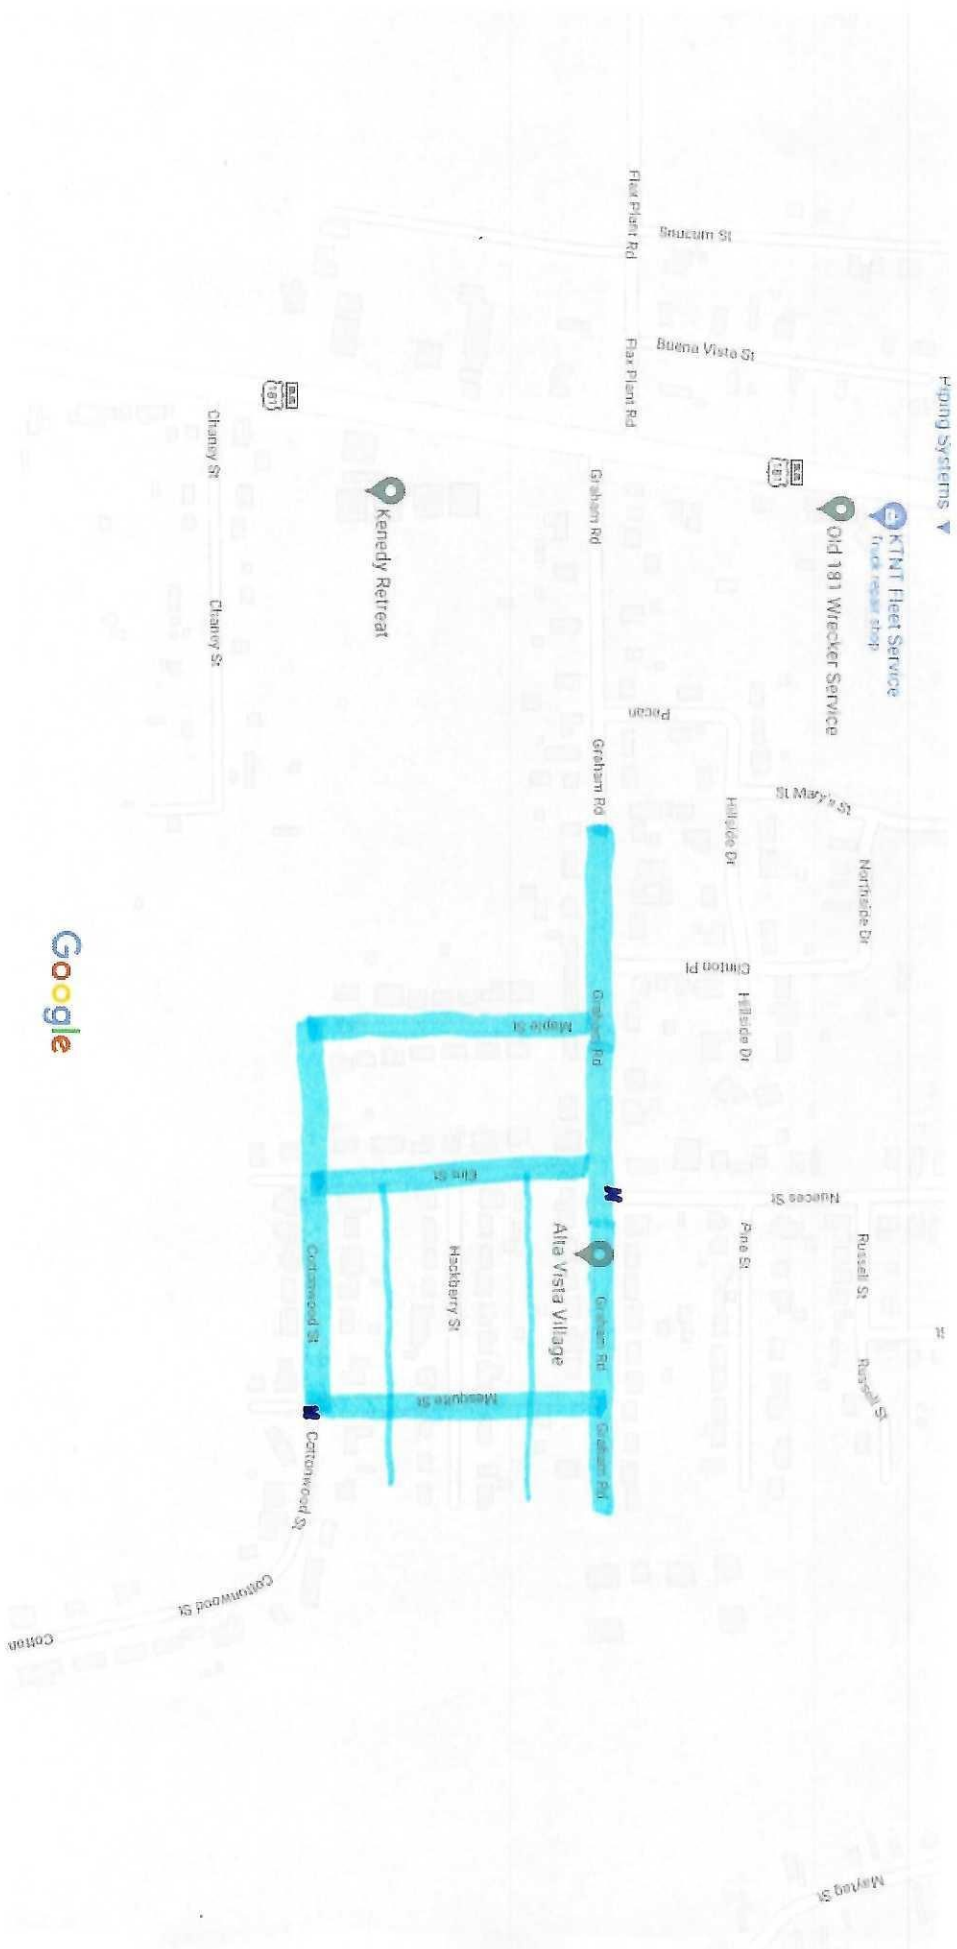 Flax Plant Rd
Snucum St
Flax Plant Rd
Buena Vista St
Piping Systems
181
181
KTNT Fleet Service
Truck repair shop
Old 181 Wrecker Service
Chaney St
Kenedy Retreat
Graham Rd
Chaney St
Pecan
Graham Rd
St Mary's St
Hillside Dr
Northside Dr
Clinton Pl
Hillside Dr
Graham Rd
Maple St
Elm St
Nueces St
Pine St
Russell St
St
Alta Vista Village
Hackberry St
Cottonwood St
Graham Rd
Russell St
Mesquite St
Graham Rd
Cottonwood St
Cottonwood St
Cotton
Maytag St
Google